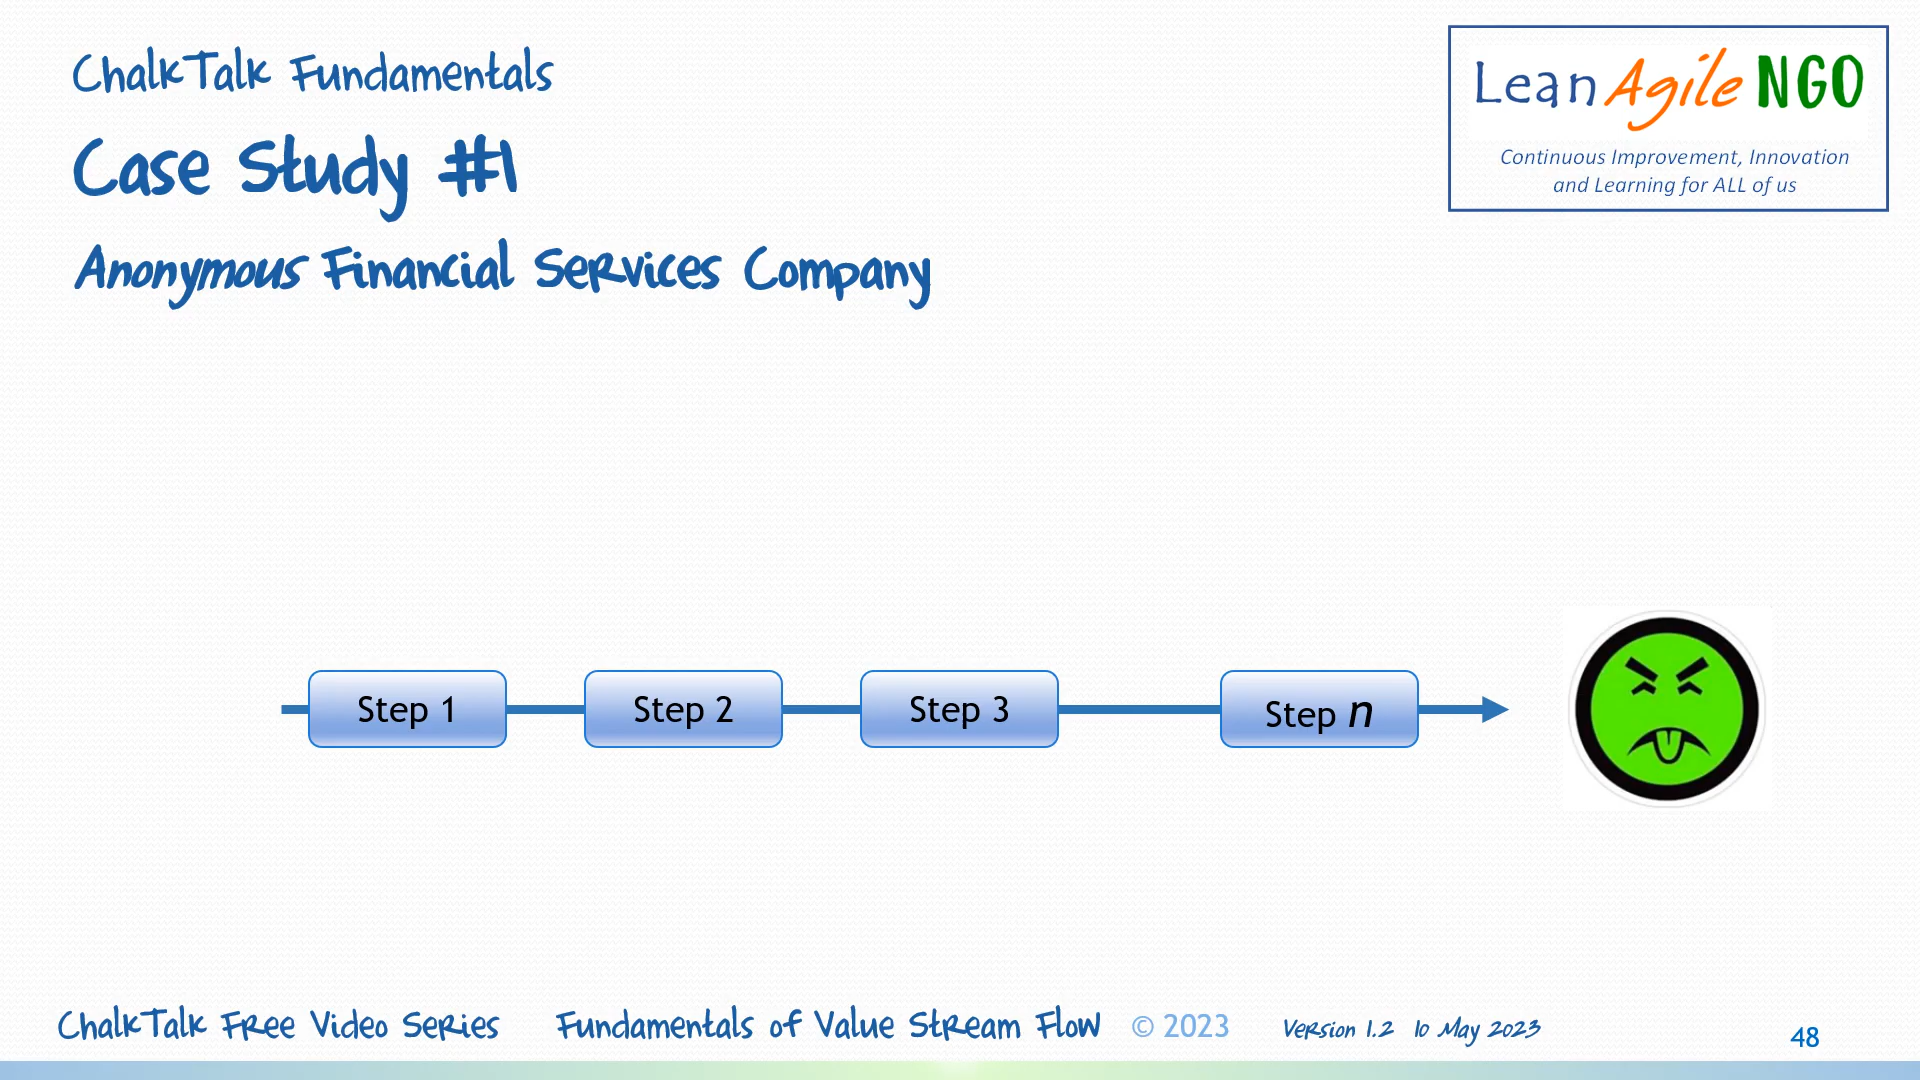 ChalkTalk Fundamentals
Lean Agile NGO
Continuous Improvement, Innovation
and Learning for ALL of us
Case Study #1
Anonymous Financial Services Company
Step 1
Step 2
Step 3
Step n
ChalkTalk Free Video Series Fundamentals of Value Stream Flow © 2023 Version 1.2 10 May 2023
48